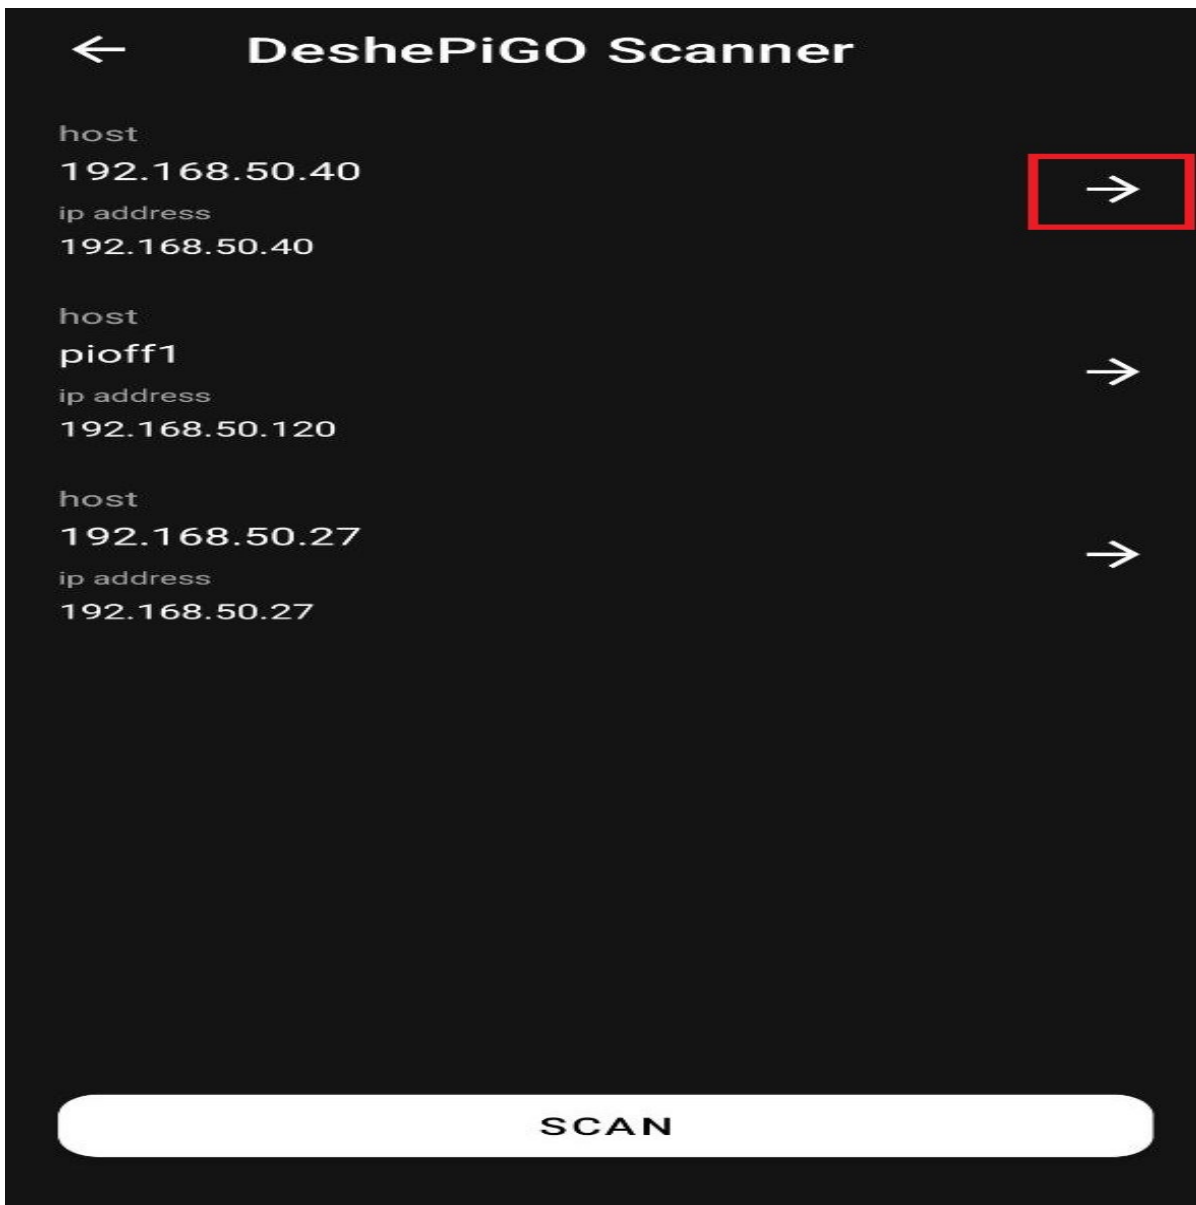 DeshePiGO Scanner
host
192.168.50.40
ip address
192.168.50.40
host
pioff1
ip address
192.168.50.120
host
192.168.50.27
ip address
192.168.50.27
SCAN